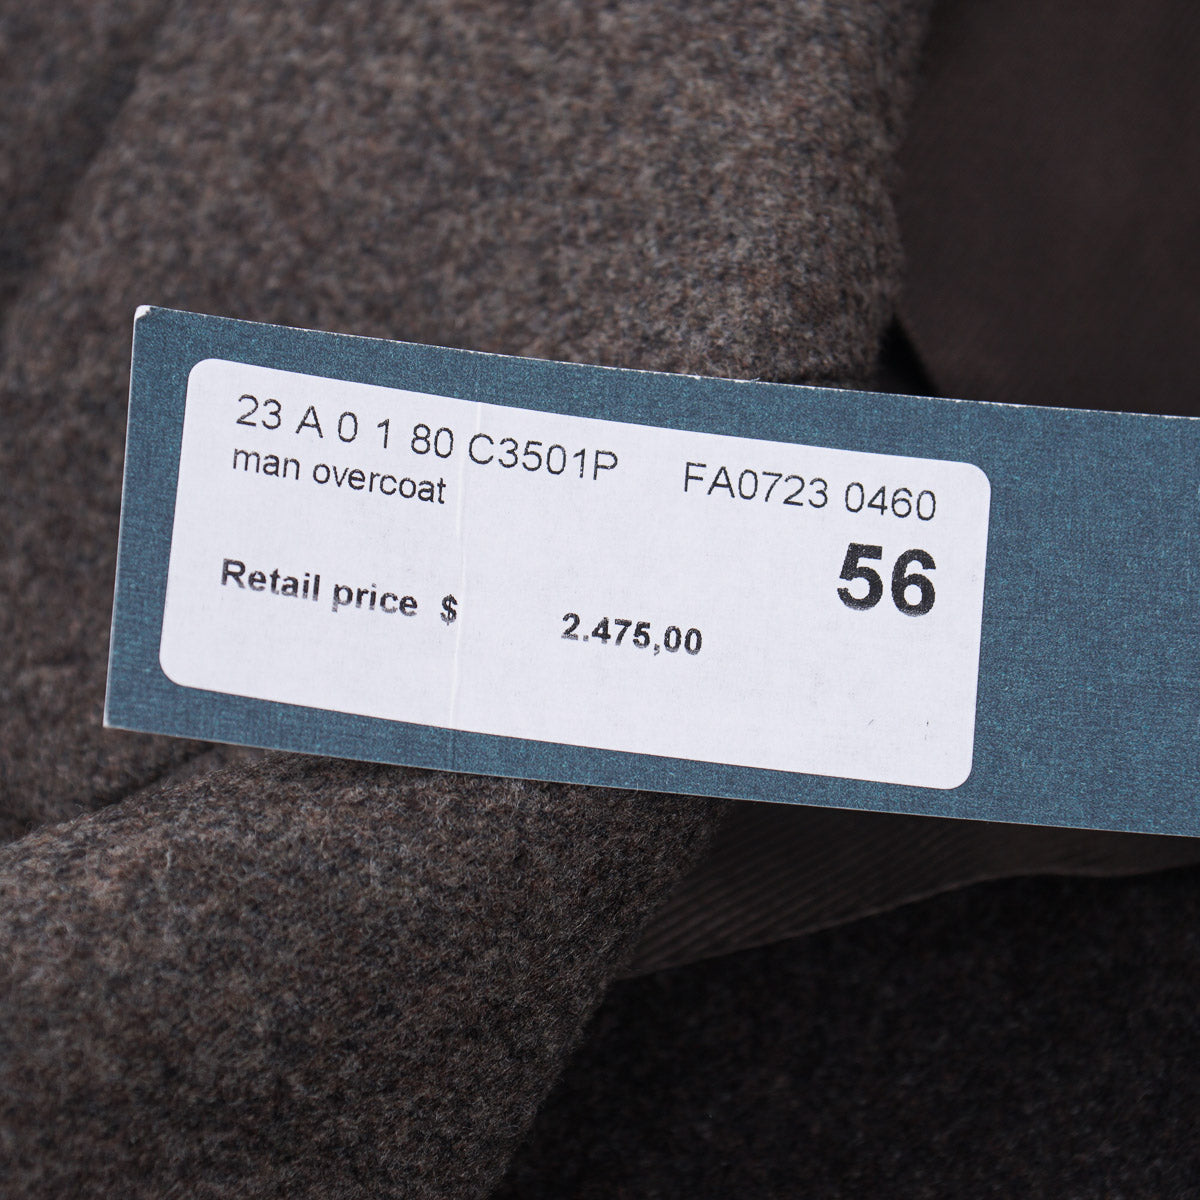 23 A 0 1 80 C3501P FA0723 0460
man overcoat
56
Retail price $ 2.475,00